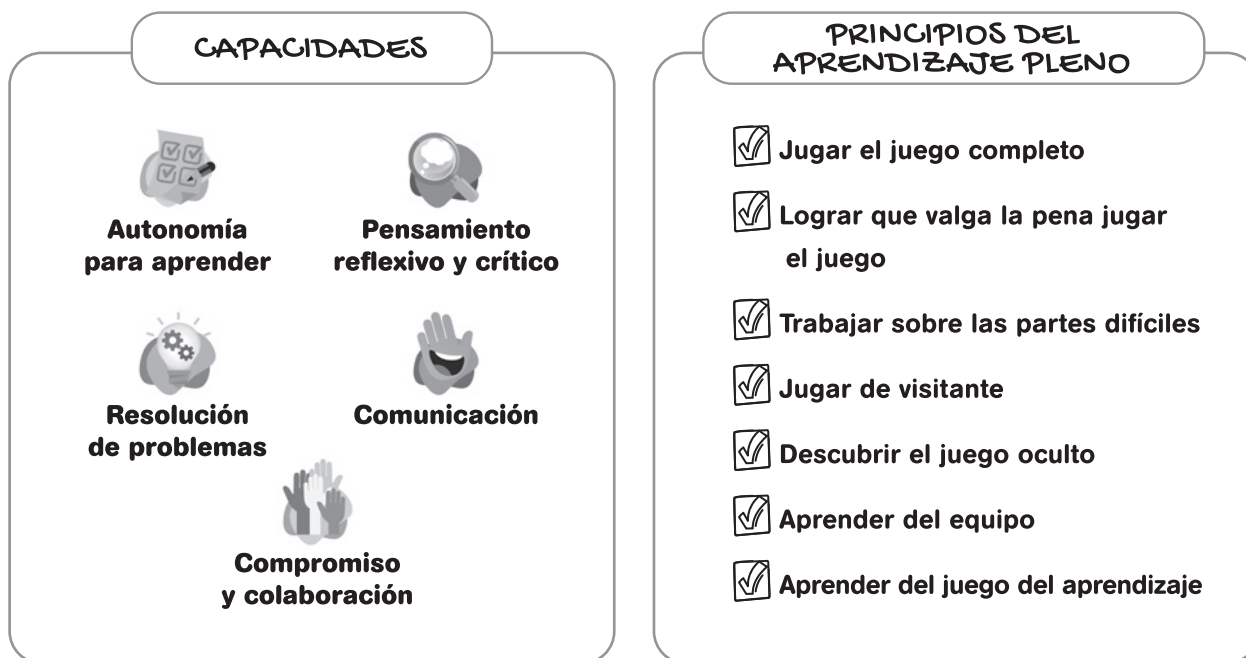 CAPACIDADES
Autonomía
para aprender
Pensamiento
reflexivo y crítico
Resolución
de problemas
Comunicación
Compromiso
y colaboración
PRINCIPIOS DEL
APRENDIZAJE PLENO
Jugar el juego completo
Lograr que valga la pena jugar
el juego
Trabajar sobre las partes difíciles
Jugar de visitante
Descubrir el juego oculto
Aprender del equipo
Aprender del juego del aprendizaje